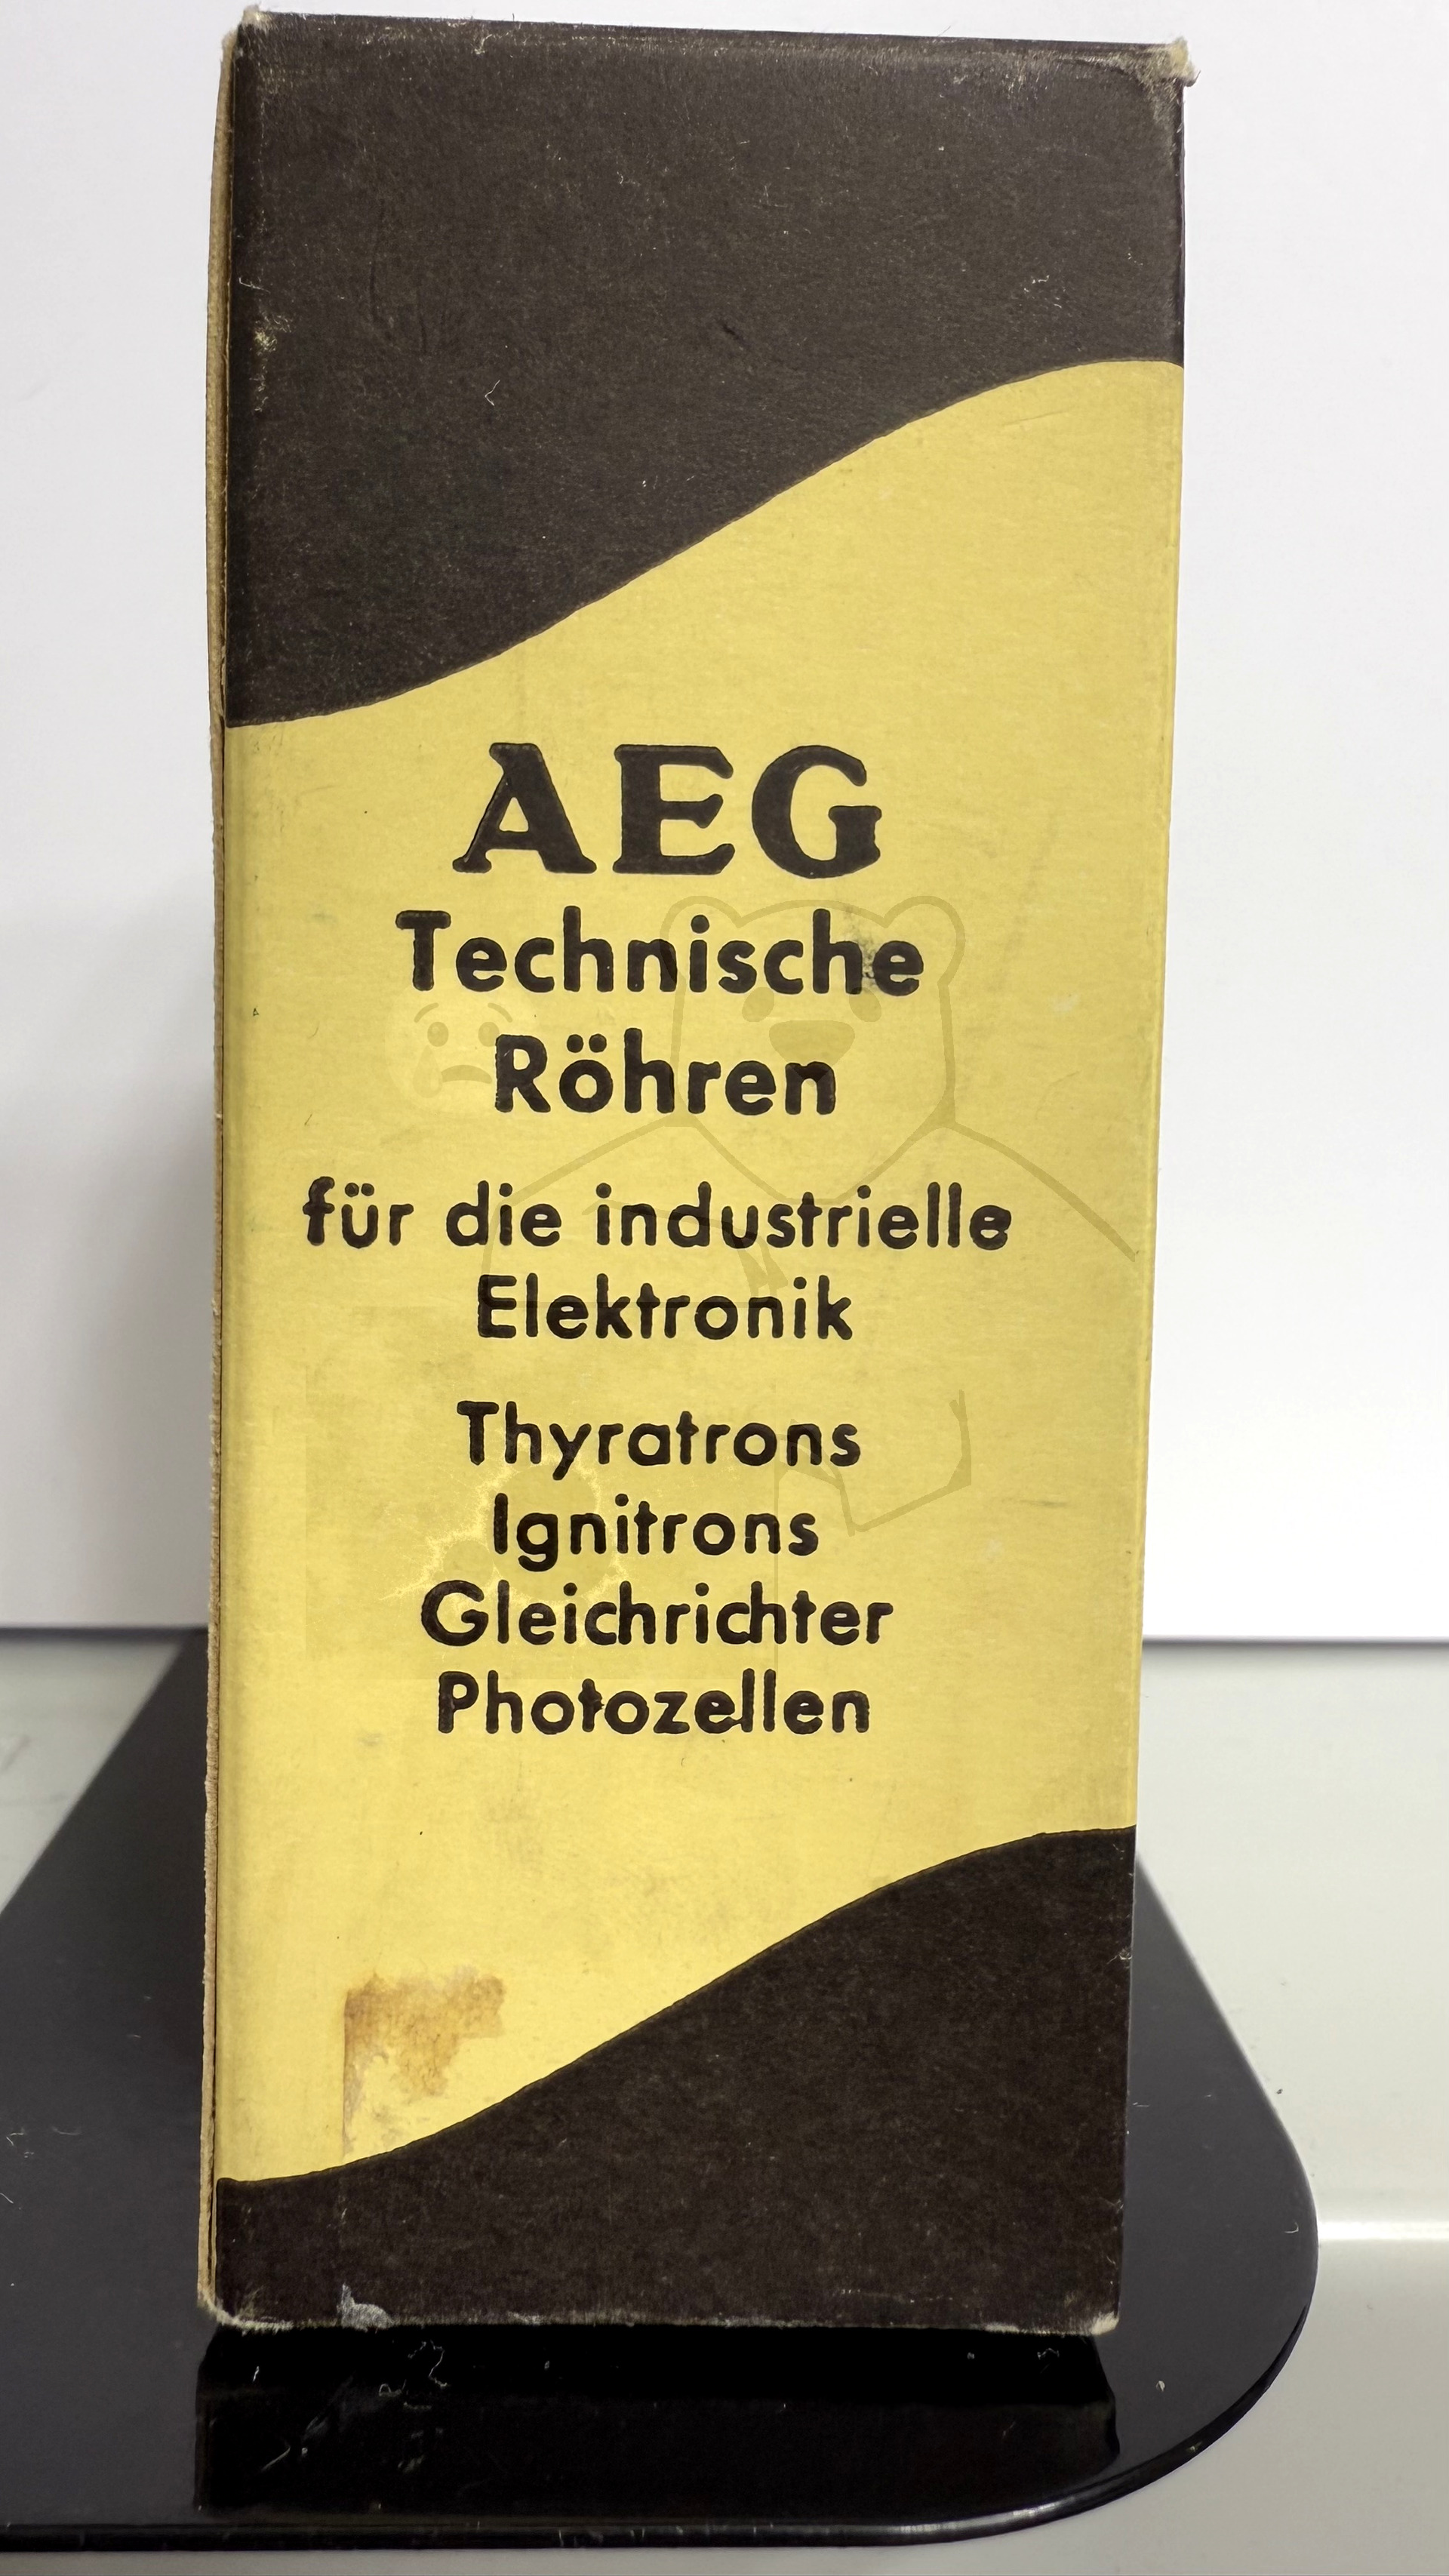 AEG
Technische
Röhren
für die industrielle
Elektronik
Thyratrons
Ignitrons
Gleichrichter
Photozellen